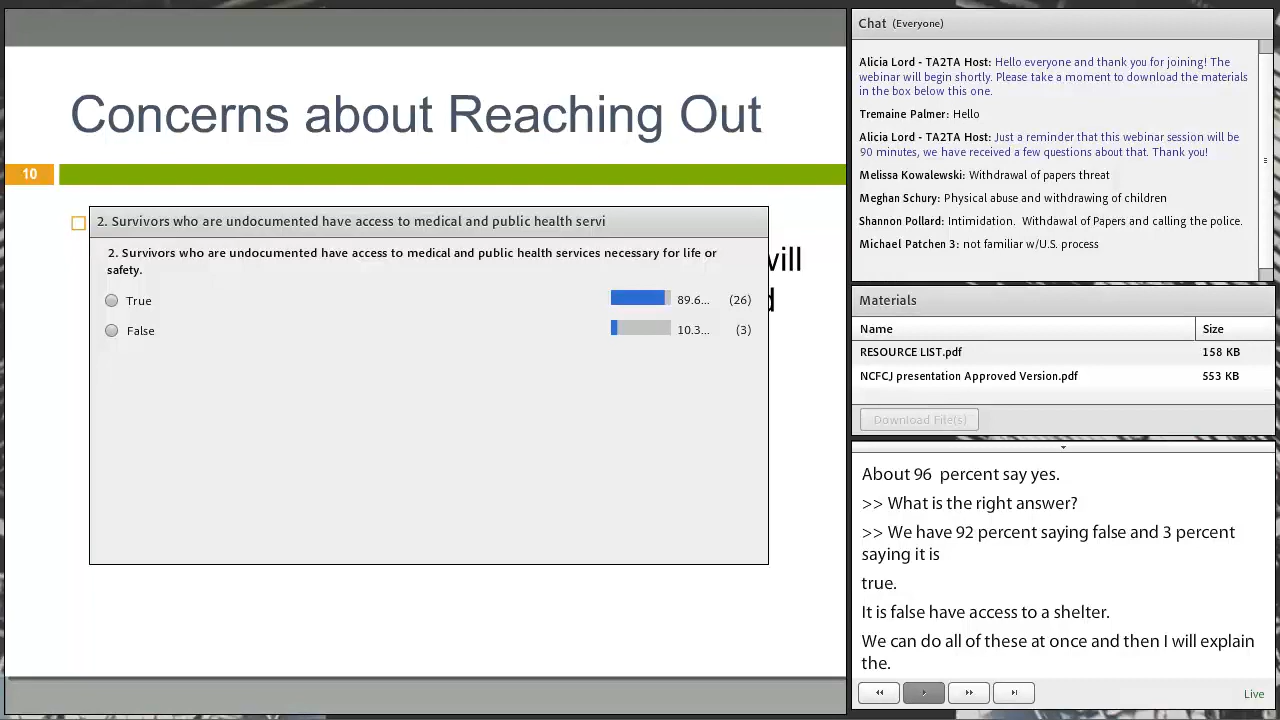 Concerns about Reaching Out
10
2. Survivors who are undocumented have access to medical and public health servi
2. Survivors who are undocumented have access to medical and public health services necessary for life or
safety.
True 89.6... (26)
False 10.3... (3)
Chat (Everyone)
Alicia Lord - TA2TA Host: Hello everyone and thank you for joining! The
webinar will begin shortly. Please take a moment to download the materials
in the box below this one.
Tremaine Palmer: Hello
Alicia Lord - TA2TA Host: Just a reminder that this webinar session will be
90 minutes, we have received a few questions about that. Thank you!
Melissa Kowalewski: Withdrawal of papers threat
Meghan Schury: Physical abuse and withdrawing of children
Shannon Pollard: Intimidation. Withdawal of Papers and calling the police.
Michael Patchen 3: not familiar w/U.S. process
Materials
Name Size
RESOURCE LIST.pdf 158 KB
NCFCJ presentation Approved Version.pdf 553 KB
Download File(s)
About 96 percent say yes.
>> What is the right answer?
>> We have 92 percent saying false and 3 percent
saying it is
true.
It is false have access to a shelter.
We can do all of these at once and then I will explain
the.
Live